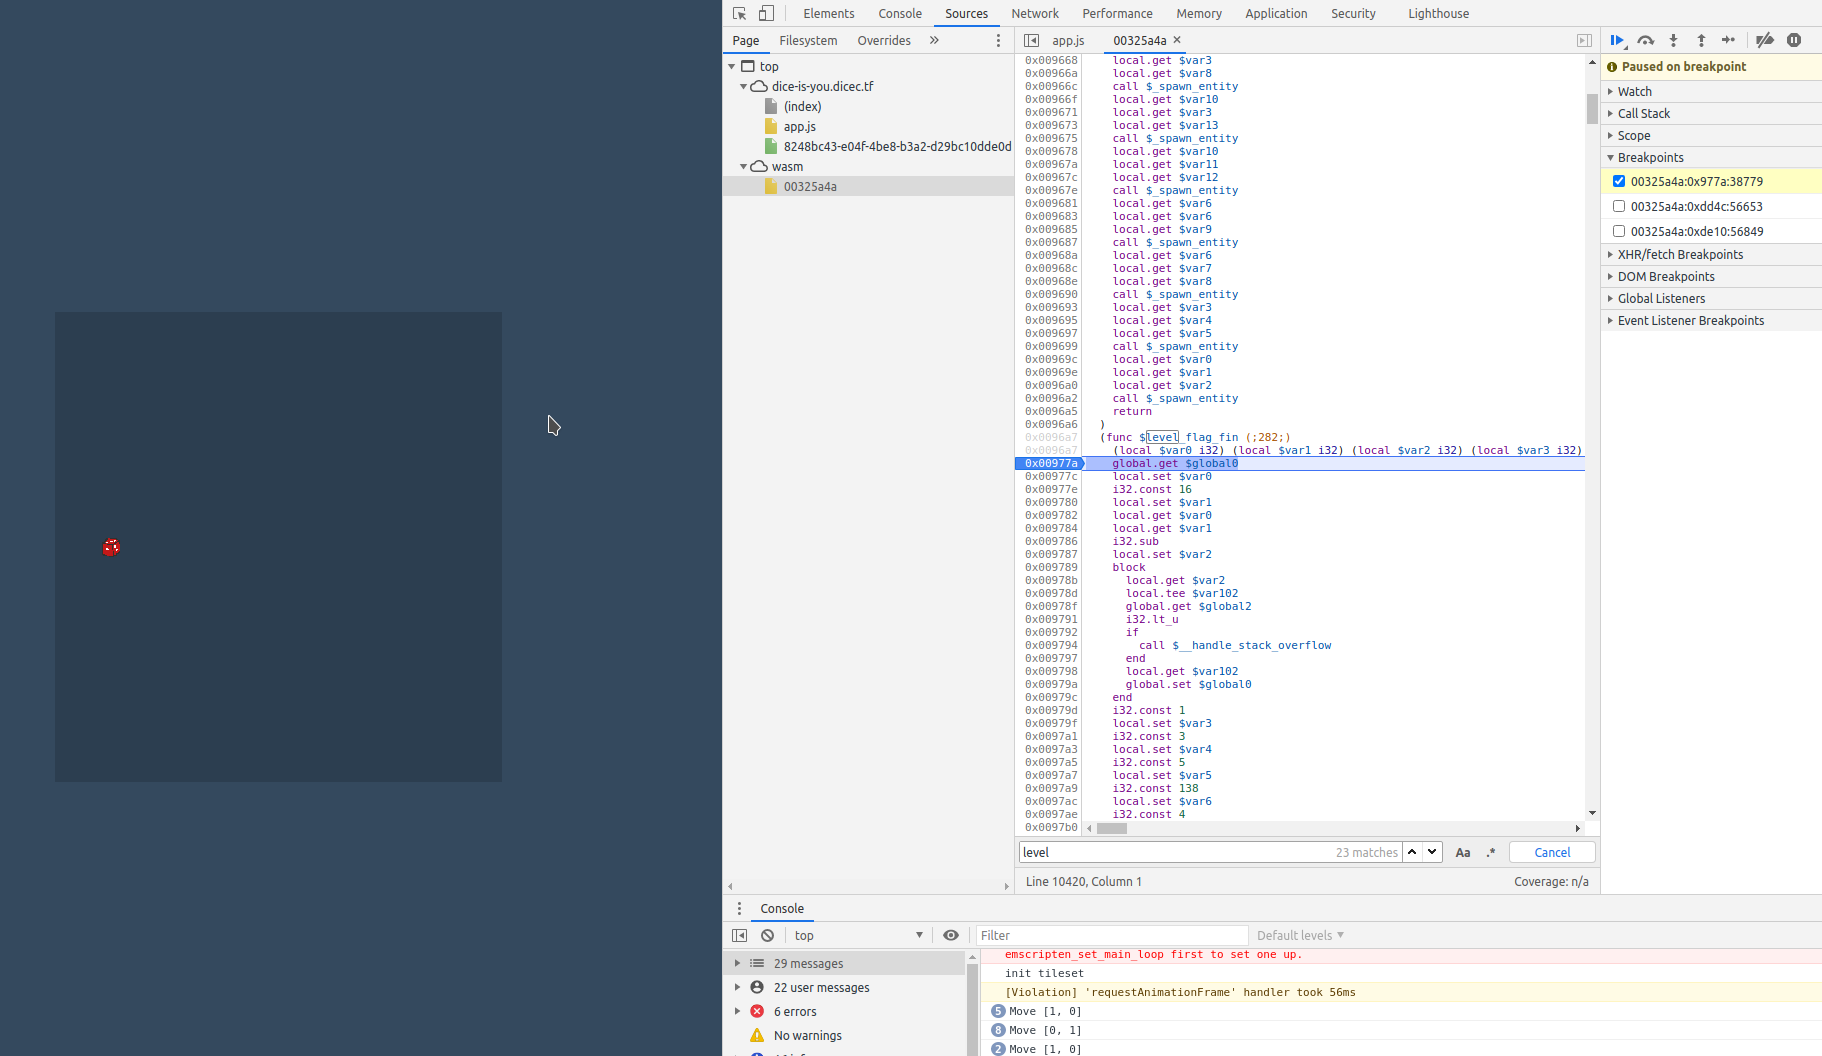 Elements Console Sources Network Performance Memory Application Security Lighthouse
Page Filesystem Overrides »
top
dice-is-you.dicec.tf
(index)
app.js
8248bc43-e04f-4be8-b3a2-d29bc10dde0d
wasm
00325a4a
app.js 00325a4a ×
0x009668 local.get $var3
0x00966a local.get $var8
0x00966c call $_spawn_entity
0x00966f local.get $var10
0x009671 local.get $var3
0x009673 local.get $var13
0x009675 call $_spawn_entity
0x009678 local.get $var10
0x00967a local.get $var11
0x00967c local.get $var12
0x00967e call $_spawn_entity
0x009681 local.get $var6
0x009683 local.get $var6
0x009685 local.get $var9
0x009687 call $_spawn_entity
0x00968a local.get $var6
0x00968c local.get $var7
0x00968e local.get $var8
0x009690 call $_spawn_entity
0x009693 local.get $var3
0x009695 local.get $var4
0x009697 local.get $var5
0x009699 call $_spawn_entity
0x00969c local.get $var0
0x00969e local.get $var1
0x0096a0 local.get $var2
0x0096a2 call $_spawn_entity
0x0096a5 return
0x0096a6 )
0x0096a7 (func $level_flag_fin (;282;)
0x0096a7 (local $var0 i32) (local $var1 i32) (local $var2 i32) (local $var3 i32)
0x00977a global.get $global0
0x00977c local.set $var0
0x00977e i32.const 16
0x009780 local.set $var1
0x009782 local.get $var0
0x009784 local.get $var1
0x009786 i32.sub
0x009787 local.set $var2
0x009789 block
0x00978b local.get $var2
0x00978d local.tee $var102
0x00978f global.get $global2
0x009791 i32.lt_u
0x009792 if
0x009794 call $__handle_stack_overflow
0x009797 end
0x009798 local.get $var102
0x00979a global.set $global0
0x00979c end
0x00979d i32.const 1
0x00979f local.set $var3
0x0097a1 i32.const 3
0x0097a3 local.set $var4
0x0097a5 i32.const 5
0x0097a7 local.set $var5
0x0097a9 i32.const 138
0x0097ac local.set $var6
0x0097ae i32.const 4
0x0097b0
level 23 matches Aa .* Cancel
Line 10420, Column 1 Coverage: n/a
Paused on breakpoint
Watch
Call Stack
Scope
Breakpoints
00325a4a:0x977a:38779
00325a4a:0xdd4c:56653
00325a4a:0xde10:56849
XHR/fetch Breakpoints
DOM Breakpoints
Global Listeners
Event Listener Breakpoints
Console
top Filter Default levels
29 messages
22 user messages
6 errors
No warnings
emscripten_set_main_loop first to set one up.
init tileset
[Violation] 'requestAnimationFrame' handler took 56ms
5 Move [1, 0]
8 Move [0, 1]
2 Move [1, 0]